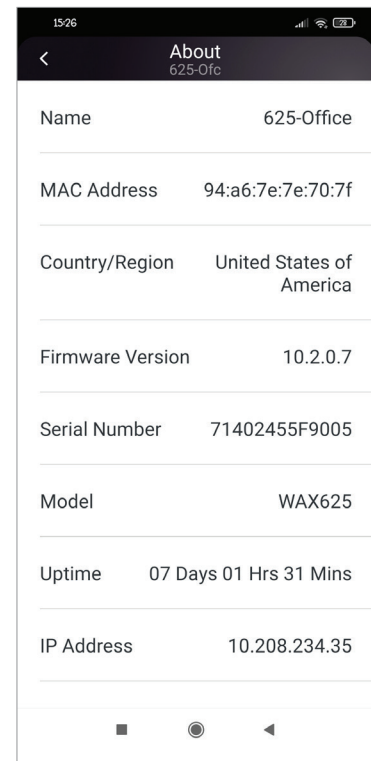 15:26
28
About
625-Ofc
Name 625-Office
MAC Address 94:a6:7e:7e:70:7f
Country/Region United States of
America
Firmware Version 10.2.0.7
Serial Number 71402455F9005
Model WAX625
Uptime 07 Days 01 Hrs 31 Mins
IP Address 10.208.234.35